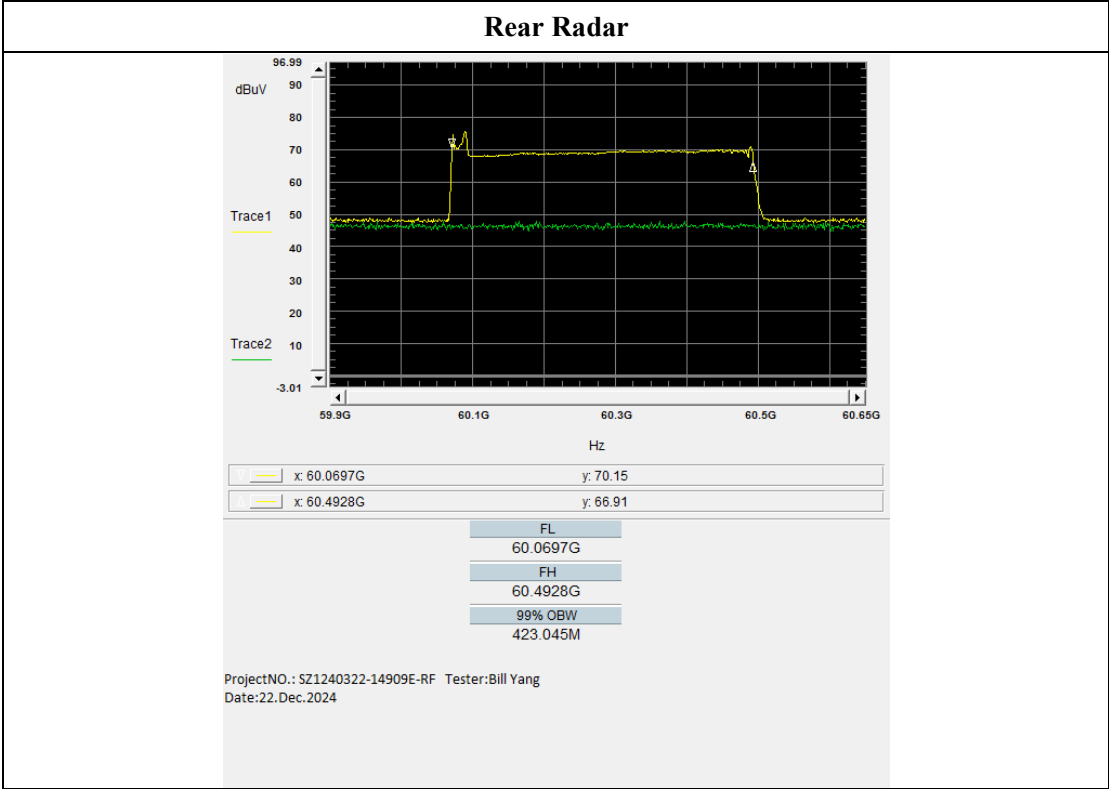 Rear Radar
96.99
dBuV
90
80
70
60
Trace1
50
40
30
20
Trace2
10
-3.01
59.9G 60.1G 60.3G 60.5G 60.65G
Hz
x: 60.0697G y: 70.15
x: 60.4928G y: 66.91
FL
60.0697G
FH
60.4928G
99% OBW
423.045M
ProjectNO.: SZ1240322-14909E-RF Tester:Bill Yang
Date:22.Dec.2024